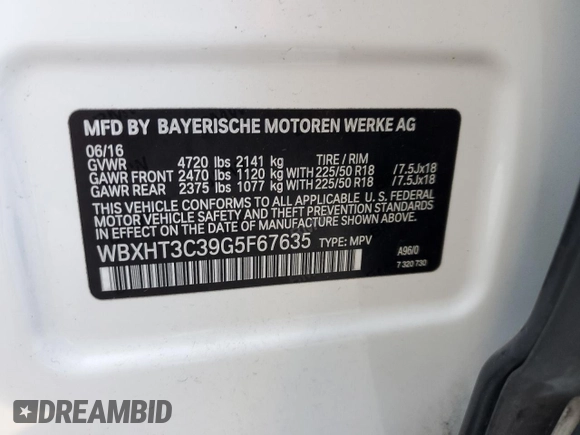 MFD BY BAYERISCHE MOTOREN WERKE AG
06/16
GVWR 4720 lbs 2141 kg TIRE / RIM
GAWR FRONT 2470 lbs 1120 kg WITH 225/50 R18 /7.5Jx18
GAWR REAR 2375 lbs 1077 kg WITH 225/50 R18 /7.5Jx18
THIS VEHICLE CONFORMS TO ALL APPLICABLE FEDERAL
MOTOR VEHICLE SAFETY AND THEFT PREVENTION STANDARDS
IN EFFECT ON THE DATE OF MANUFACTURE SHOWN ABOVE.
WBXHT3C39G5F67635 TYPE: MPV
A96/0
7 320 730
DREAMBID